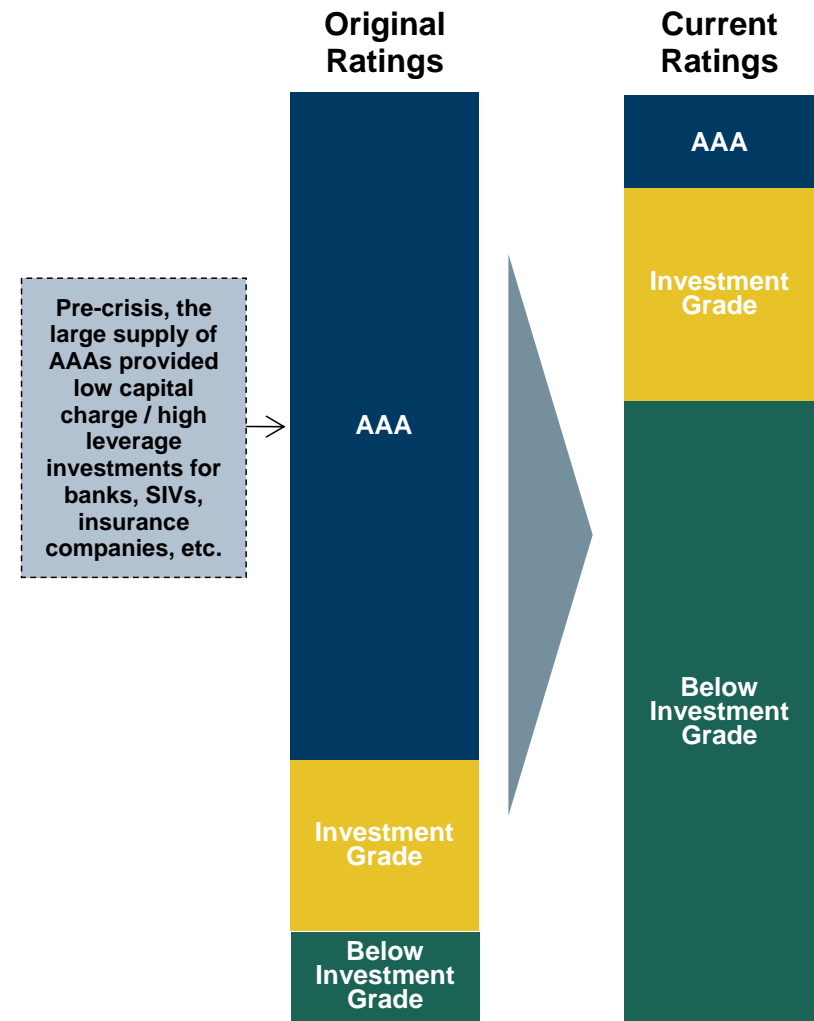 Original
Ratings
Current
Ratings
AAA
Investment
Grade
Below
Investment
Grade
Pre-crisis, the
large supply of
AAAs provided
low capital
charge / high
leverage
investments for
banks, SIVs,
insurance
companies, etc.
AAA
Investment
Grade
Below
Investment
Grade